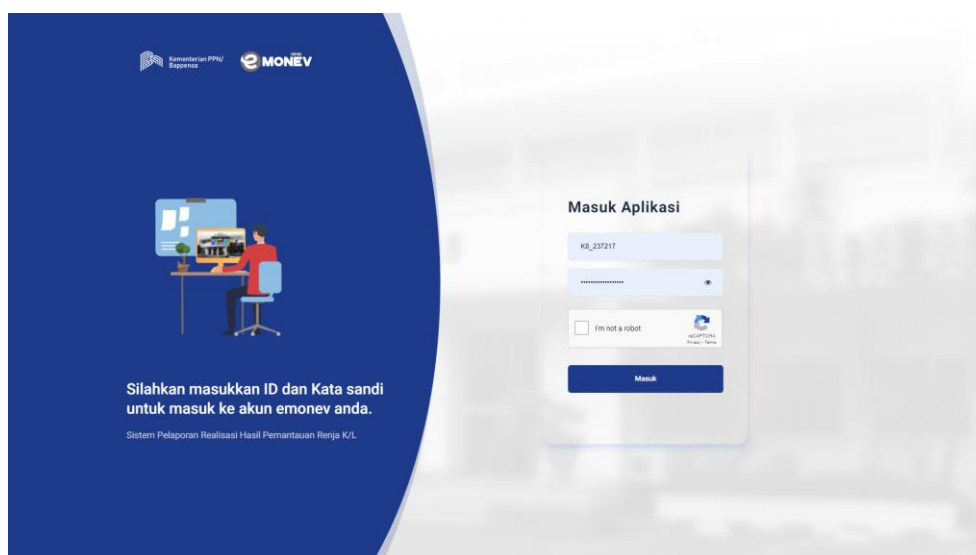 Kementerian PPN/
Bappenas
e MONEV
Silahkan masukkan ID dan Kata sandi
untuk masuk ke akun emonev anda.
Sistem Pelaporan Realisasi Hasil Pemantauan Renja K/L
Masuk Aplikasi
K8_237217
I'm not a robot
reCAPTCHA
Privacy - Terms
Masuk